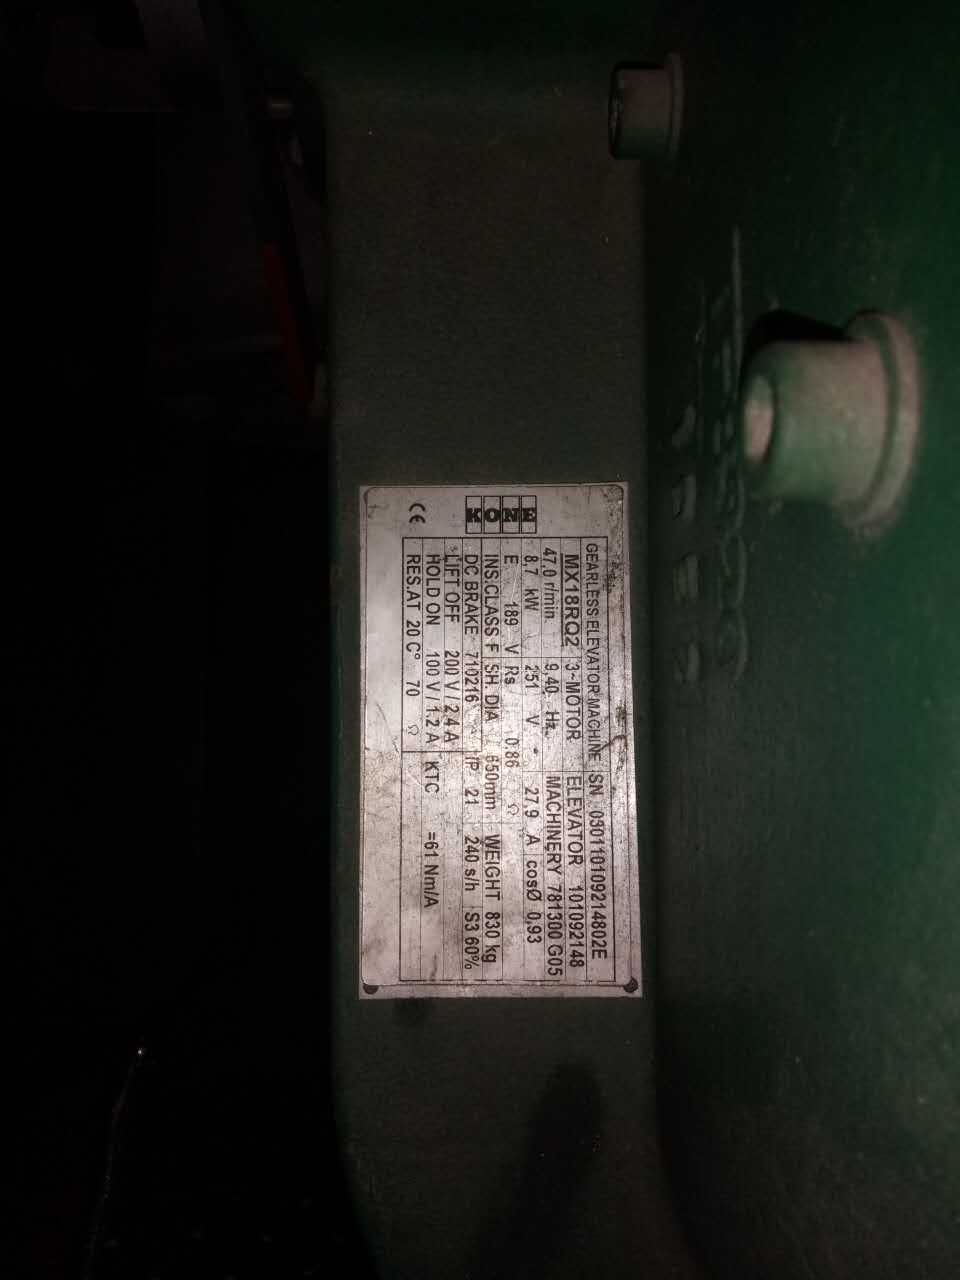 KONE
CE
GEARLESS ELEVATOR MACHINE SN 030110109214802E
MX18RQ2 3~MOTOR ELEVATOR 101092148
47,0 r/min. 9,40 Hz MACHINERY 781300 G05
8,7 kW 251 V 27,9 A cosØ 0,93
E 189 V Rs 0,86 Ω
INS.CLASS F SH. DIA 650mm WEIGHT 830 kg
DC BRAKE 710216 IP 21 240 s/h S3 60%
LIFT OFF 200 V / 2.4 A
HOLD ON 100 V / 1.2 A KTC =61 Nm/A
RES.AT 20 C° 70 Ω